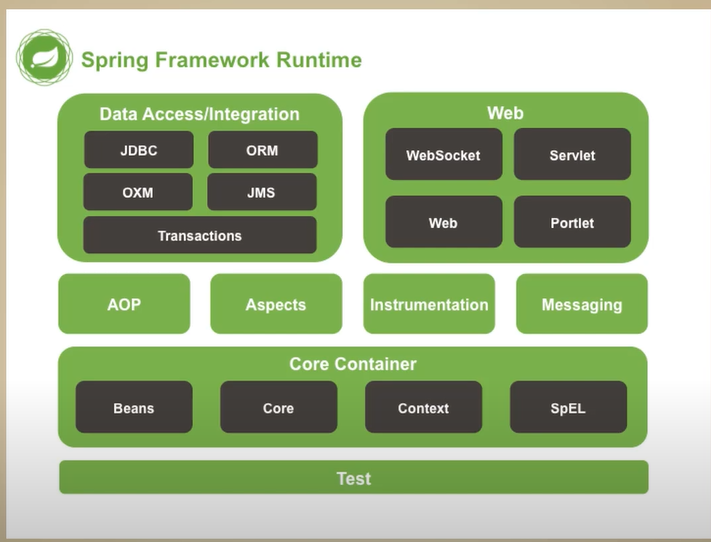 Spring Framework Runtime
Data Access/Integration
JDBC
ORM
OXM
JMS
Transactions
Web
WebSocket
Servlet
Web
Portlet
AOP
Aspects
Instrumentation
Messaging
Core Container
Beans
Core
Context
SpEL
Test